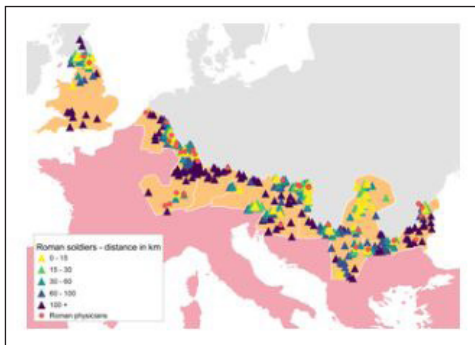 Roman soldiers - distance in km
0 - 15
15 - 30
30 - 60
60 - 100
100 +
Roman physicians